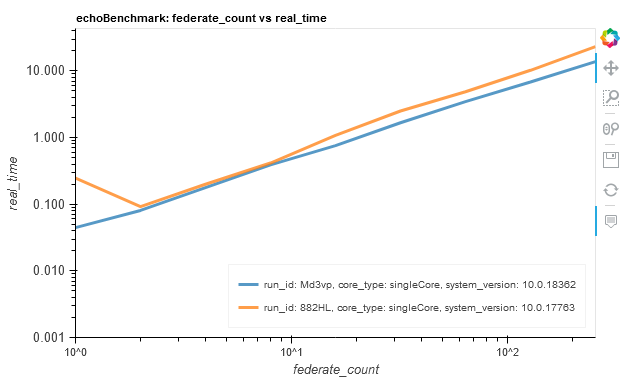 echoBenchmark: federate_count vs real_time
10.000
1.000
0.100
0.010
0.001
real_time
run_id: Md3vp, core_type: singleCore, system_version: 10.0.18362
run_id: 882HL, core_type: singleCore, system_version: 10.0.17763
10^0
10^1
10^2
federate_count